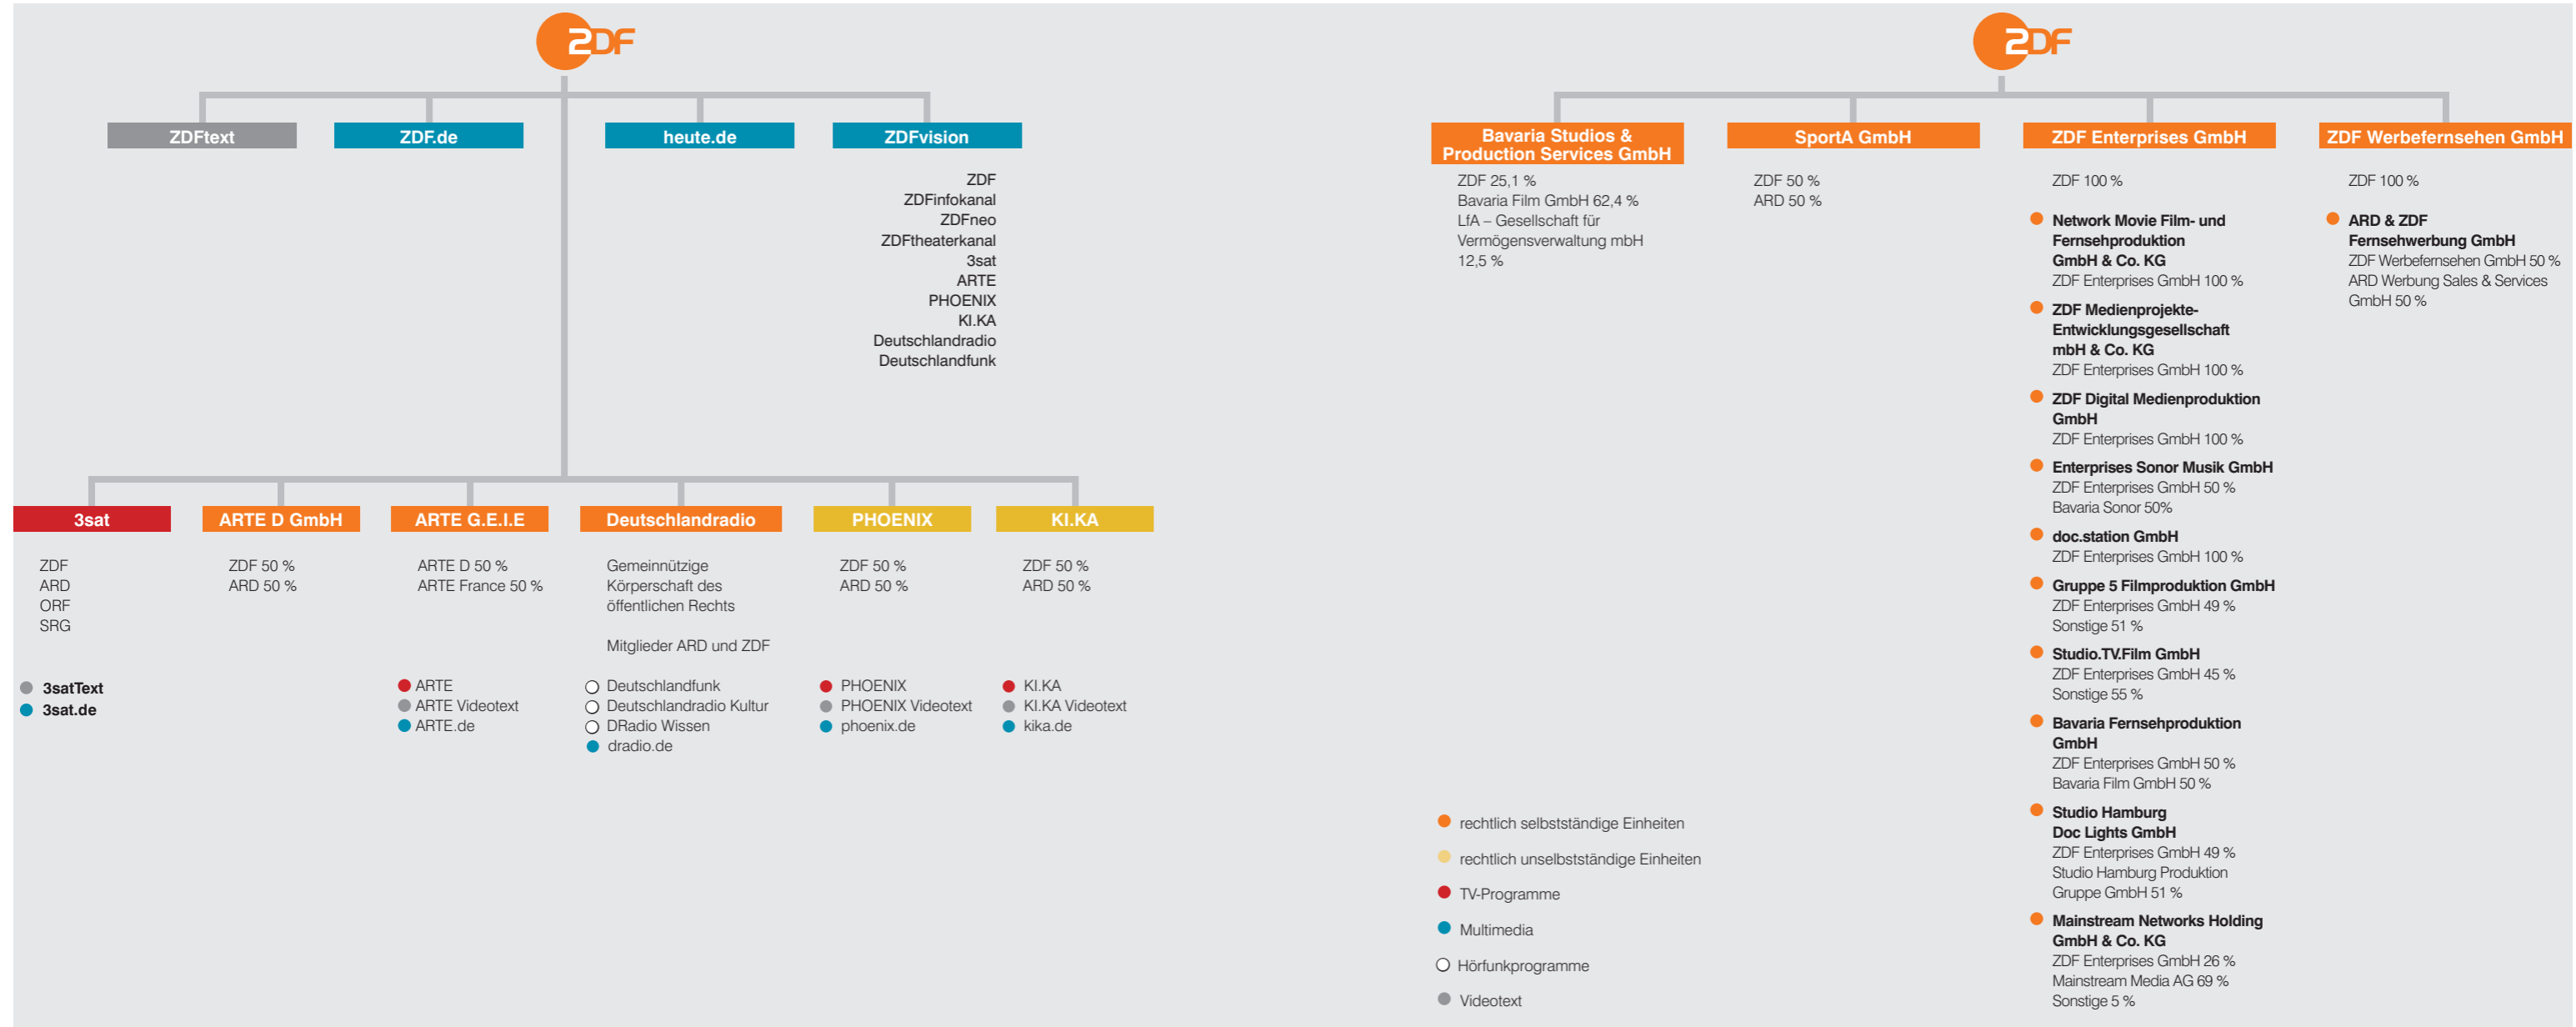 ZDF
ZDFtext
ZDF.de
heute.de
ZDFvision
ZDF
ZDFinfokanal
ZDFneo
ZDFtheaterkanal
3sat
ARTE
PHOENIX
KI.KA
Deutschlandradio
Deutschlandfunk
3sat
ZDF
ARD
ORF
SRG
3satText
3sat.de
ARTE D GmbH
ZDF 50 %
ARD 50 %
ARTE G.E.I.E
ARTE D 50 %
ARTE France 50 %
ARTE
ARTE Videotext
ARTE.de
Deutschlandradio
Gemeinnützige
Körperschaft des
öffentlichen Rechts
Mitglieder ARD und ZDF
Deutschlandfunk
Deutschlandradio Kultur
DRadio Wissen
dradio.de
PHOENIX
ZDF 50 %
ARD 50 %
PHOENIX
PHOENIX Videotext
phoenix.de
KI.KA
ZDF 50 %
ARD 50 %
KI.KA
KI.KA Videotext
kika.de
ZDF
Bavaria Studios &
Production Services GmbH
ZDF 25,1 %
Bavaria Film GmbH 62,4 %
LfA – Gesellschaft für
Vermögensverwaltung mbH
12,5 %
SportA GmbH
ZDF 50 %
ARD 50 %
ZDF Enterprises GmbH
ZDF 100 %
Network Movie Film- und
Fernsehproduktion
GmbH & Co. KG
ZDF Enterprises GmbH 100 %
ZDF Medienprojekte-
Entwicklungsgesellschaft
mbH & Co. KG
ZDF Enterprises GmbH 100 %
ZDF Digital Medienproduktion
GmbH
ZDF Enterprises GmbH 100 %
Enterprises Sonor Musik GmbH
ZDF Enterprises GmbH 50 %
Bavaria Sonor 50%
doc.station GmbH
ZDF Enterprises GmbH 100 %
Gruppe 5 Filmproduktion GmbH
ZDF Enterprises GmbH 49 %
Sonstige 51 %
Studio.TV.Film GmbH
ZDF Enterprises GmbH 45 %
Sonstige 55 %
Bavaria Fernsehproduktion
GmbH
ZDF Enterprises GmbH 50 %
Bavaria Film GmbH 50 %
Studio Hamburg
Doc Lights GmbH
ZDF Enterprises GmbH 49 %
Studio Hamburg Produktion
Gruppe GmbH 51 %
Mainstream Networks Holding
GmbH & Co. KG
ZDF Enterprises GmbH 26 %
Mainstream Media AG 69 %
Sonstige 5 %
ZDF Werbefernsehen GmbH
ZDF 100 %
ARD & ZDF
Fernsehwerbung GmbH
ZDF Werbefernsehen GmbH 50 %
ARD Werbung Sales & Services
GmbH 50 %
rechtlich selbstständige Einheiten
rechtlich unselbstständige Einheiten
TV-Programme
Multimedia
Hörfunkprogramme
Videotext